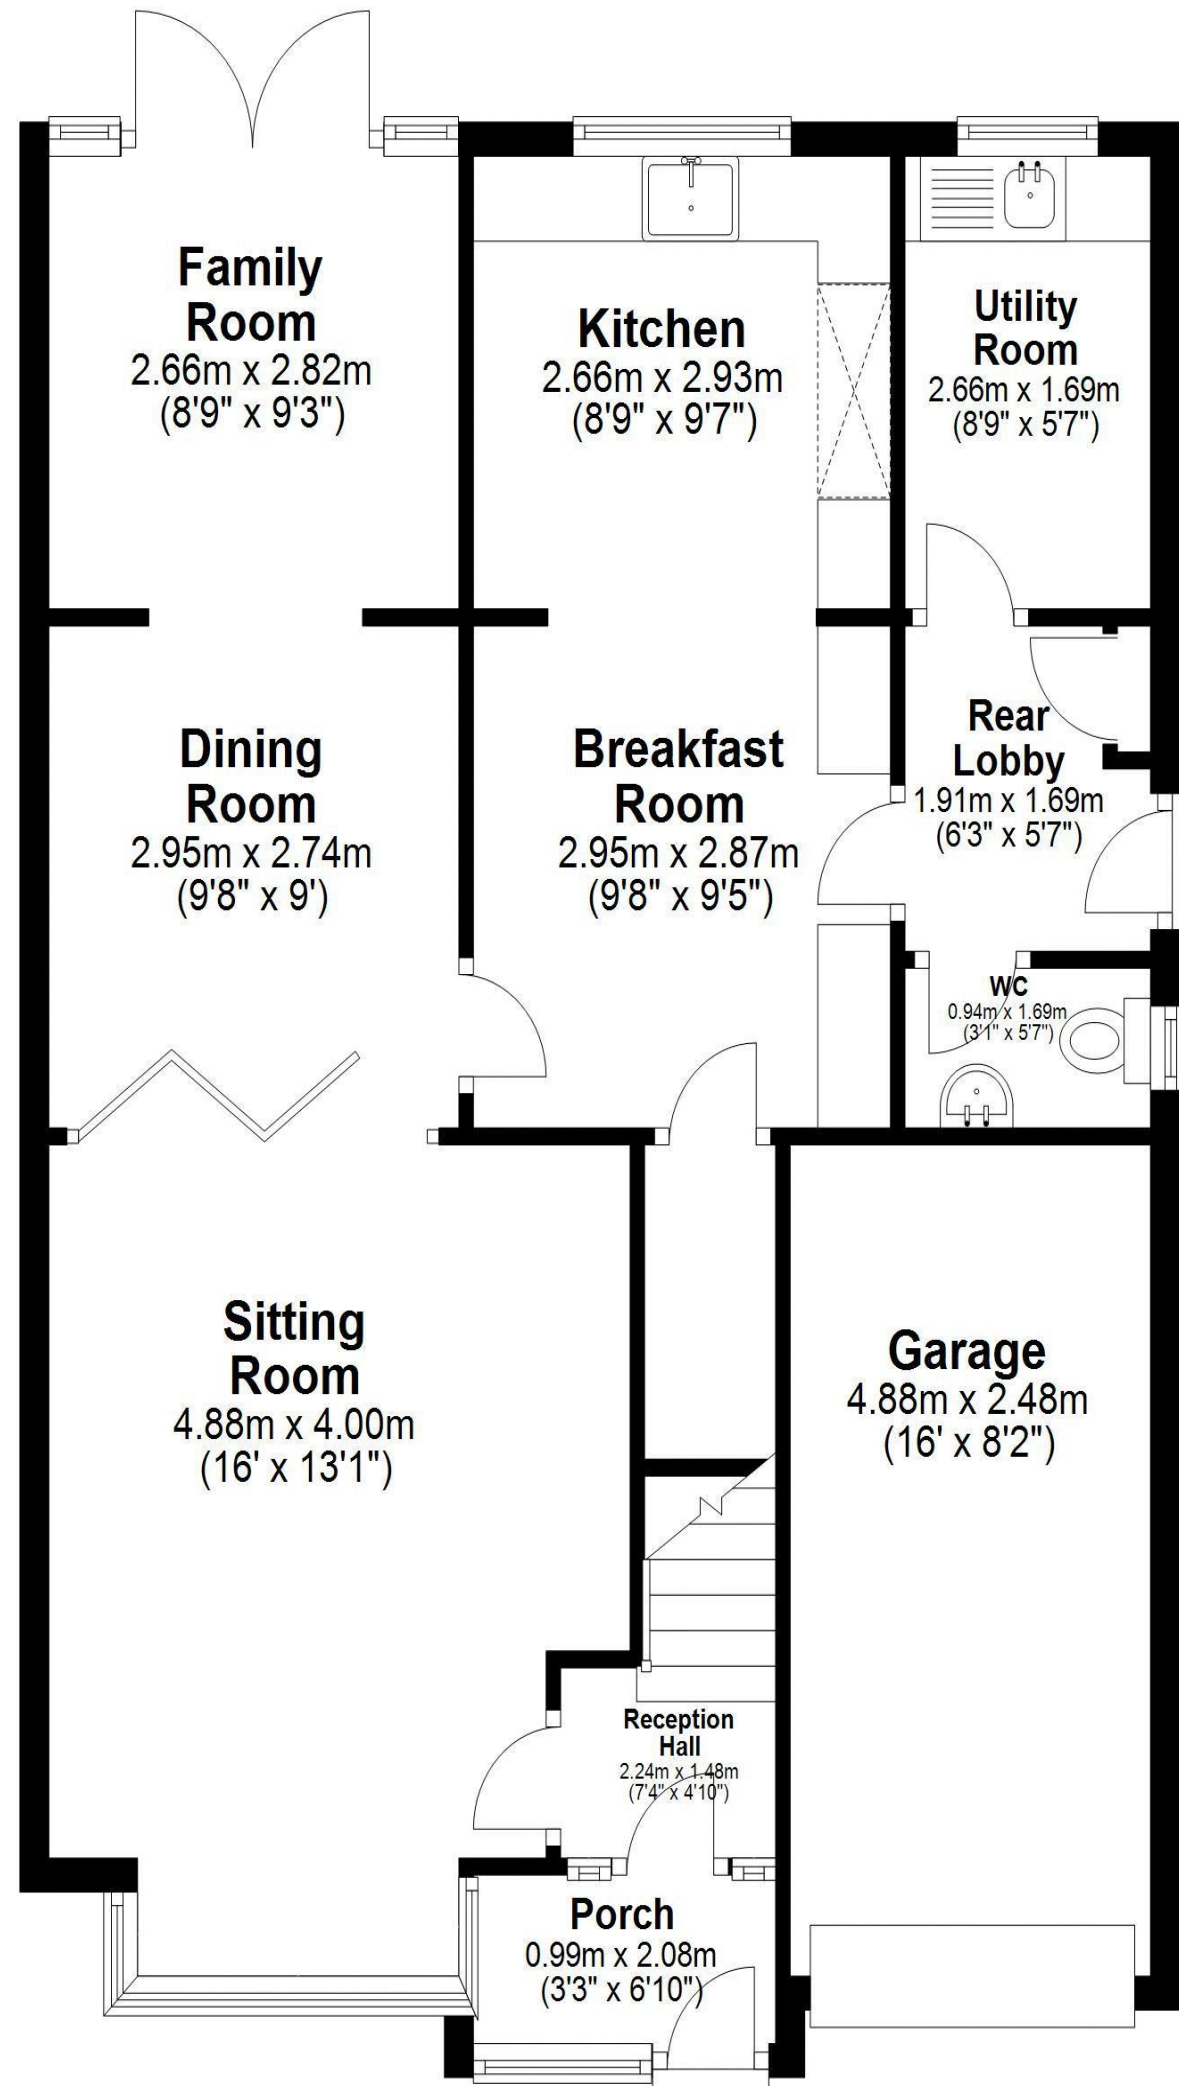 Family
Room
2.66m x 2.82m
(8'9" x 9'3")
Kitchen
2.66m x 2.93m
(8'9" x 9'7")
Utility
Room
2.66m x 1.69m
(8'9" x 5'7")
Dining
Room
2.95m x 2.74m
(9'8" x 9')
Breakfast
Room
2.95m x 2.87m
(9'8" x 9'5")
Rear
Lobby
1.91m x 1.69m
(6'3" x 5'7")
WC
0.94m x 1.69m
(3'1" x 5'7")
Sitting
Room
4.88m x 4.00m
(16' x 13'1")
Garage
4.88m x 2.48m
(16' x 8'2")
Reception
Hall
2.24m x 1.48m
(7'4" x 4'10")
Porch
0.99m x 2.08m
(3'3" x 6'10")